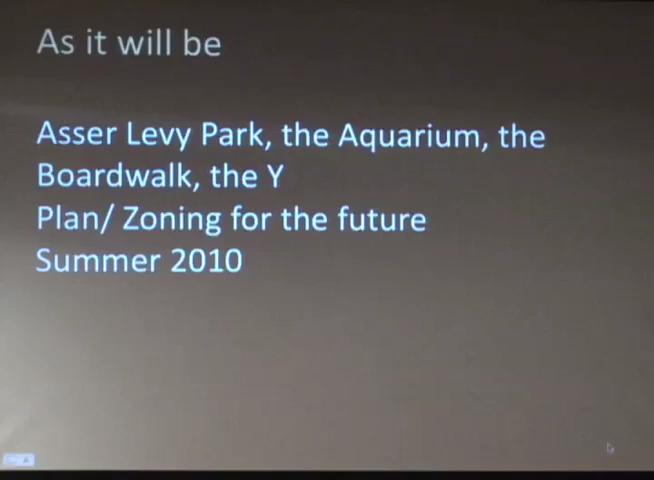 As it will be
Asser Levy Park, the Aquarium, the
Boardwalk, the Y
Plan/ Zoning for the future
Summer 2010